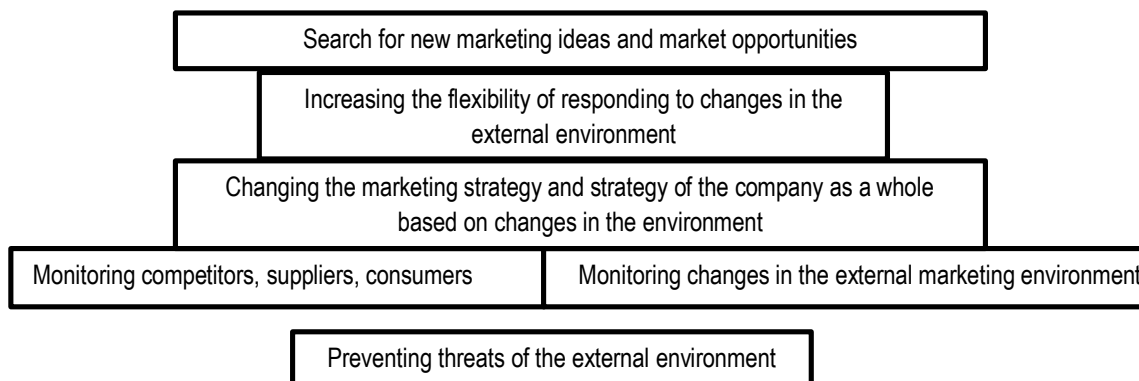 Search for new marketing ideas and market opportunities
Increasing the flexibility of responding to changes in the
external environment
Changing the marketing strategy and strategy of the company as a whole
based on changes in the environment
Monitoring competitors, suppliers, consumers
Monitoring changes in the external marketing environment
Preventing threats of the external environment